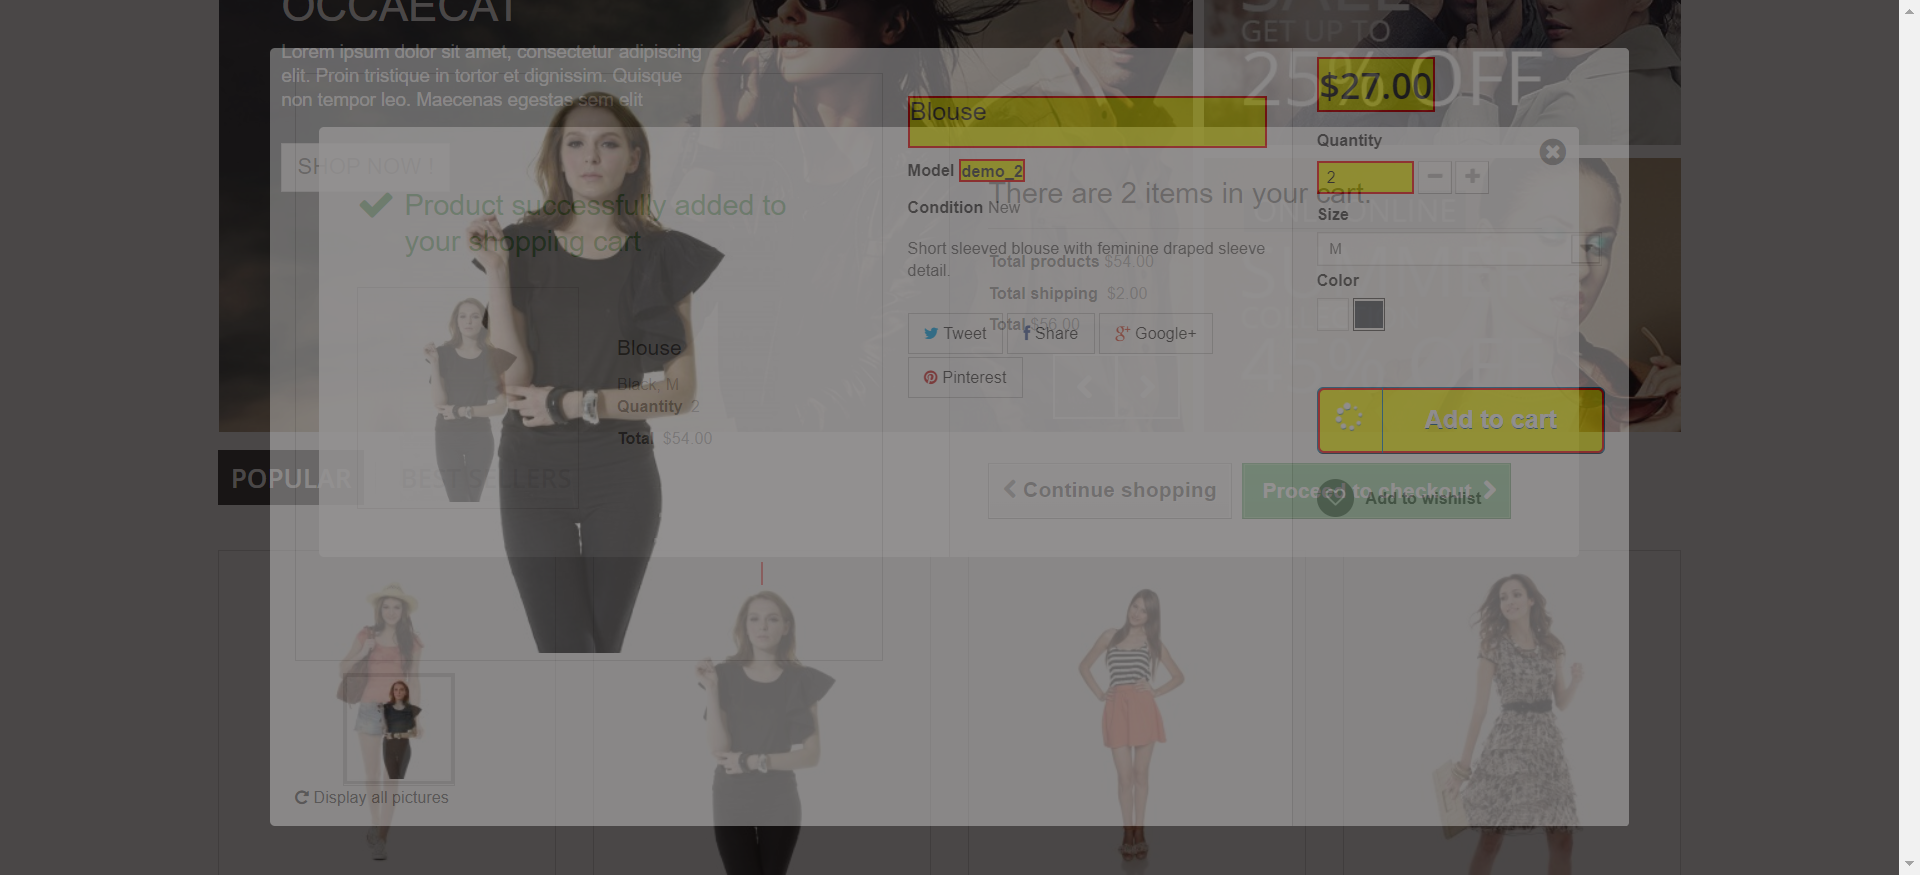 OCCAECAT
Lorem ipsum dolor sit amet, consectetur adipiscing
elit. Proin tristique in tortor et dignissim. Quisque
non tempor leo. Maecenas egestas sem elit
SHOP NOW !
SALE
GET UP TO
25% OFF
$27.00
Blouse
Quantity
Model demo_2
2
There are 2 items in your cart.
Condition New
Size
Product successfully added to
your shopping cart
ONLINE
Short sleeved blouse with feminine draped sleeve
detail.
M
SUMMER
Total products $54.00
Color
Total shipping $2.00
Total $56.00
Tweet
Share
Google+
45% OFF
Pinterest
Blouse
Black, M
Quantity 2
Total $54.00
Add to cart
POPULAR
BEST SELLERS
Continue shopping
Proceed to checkout
Add to wishlist
Display all pictures